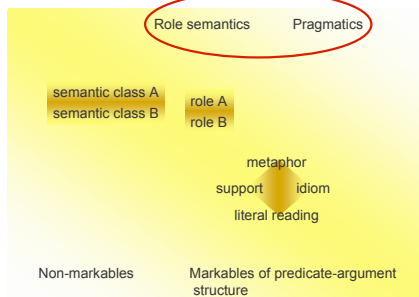 Role semantics Pragmatics
semantic class A
semantic class B
role A
role B
metaphor
support idiom
literal reading
Non-markables
Markables of predicate-argument
structure